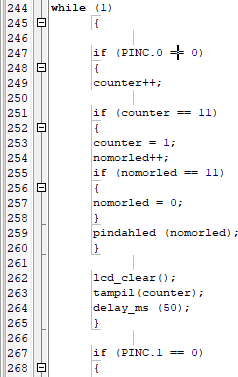 244 while (1)
245 {
246
247 if (PINC.0 == 0)
248 {
249 counter++;
250
251 if (counter == 11)
252 {
253 counter = 1;
254 nomorled++;
255 if (nomorled == 11)
256 {
257 nomorled = 0;
258 }
259 pindahled (nomorled);
260 }
261
262 lcd_clear();
263 tampil(counter);
264 delay_ms (50);
265 }
266
267 if (PINC.1 == 0)
268 {